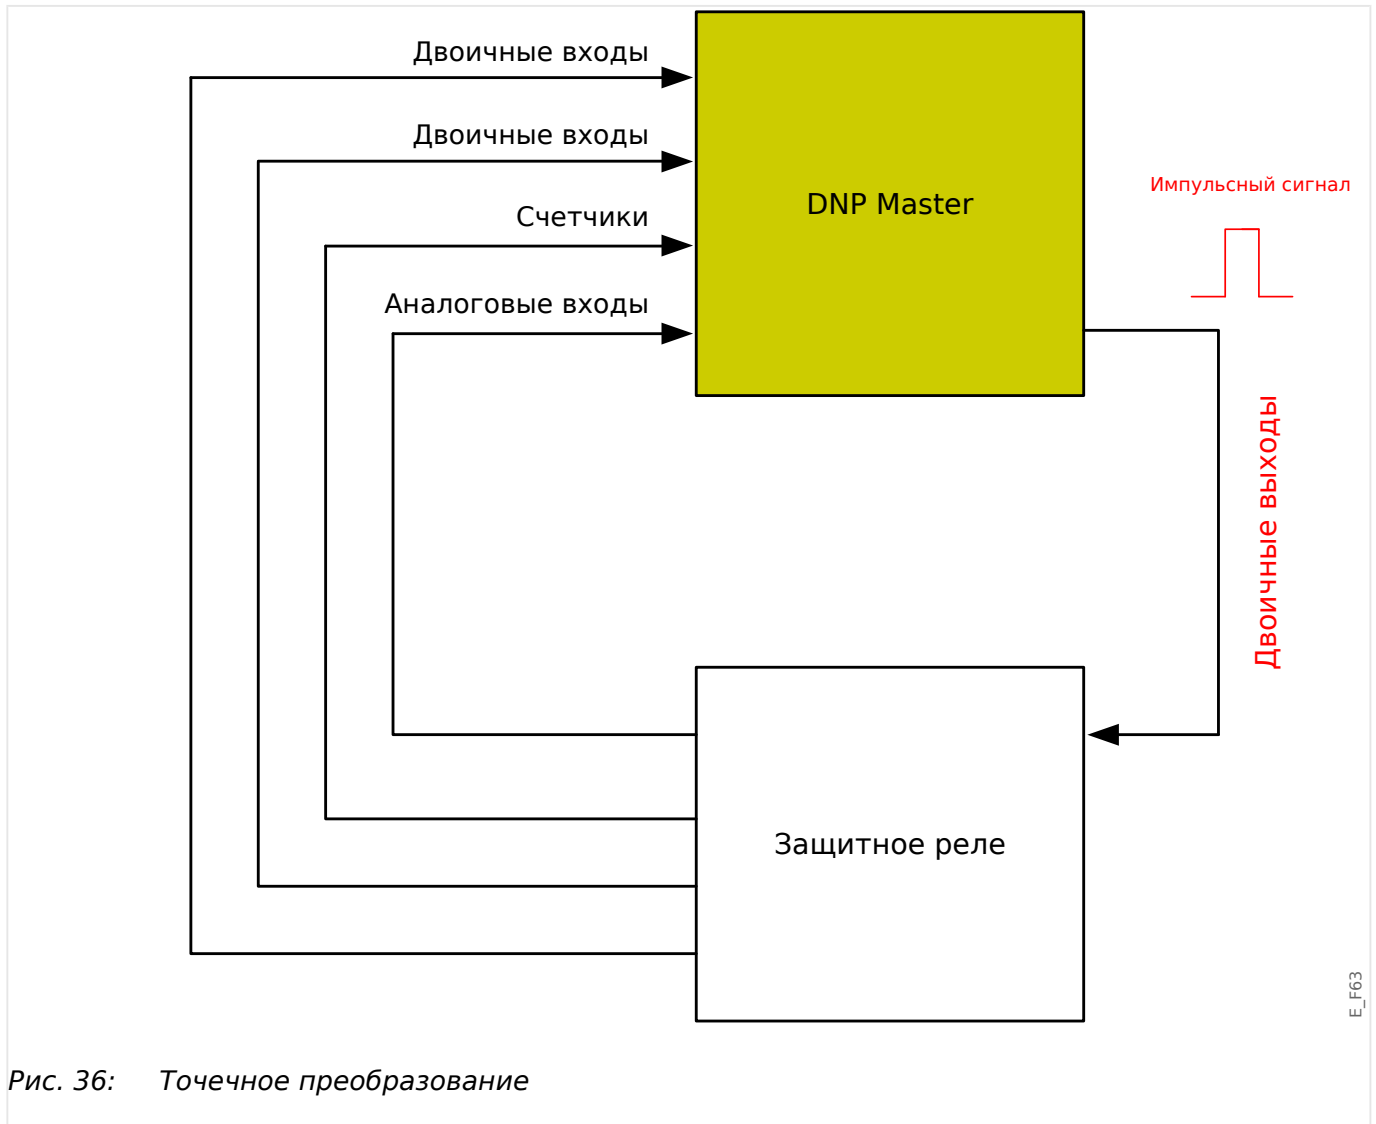 Двоичные входы
Двоичные входы
Счетчики
Аналоговые входы
DNP Master
Импульсный сигнал
Двоичные выходы
Защитное реле
E_F63
Рис. 36: Точечное преобразование